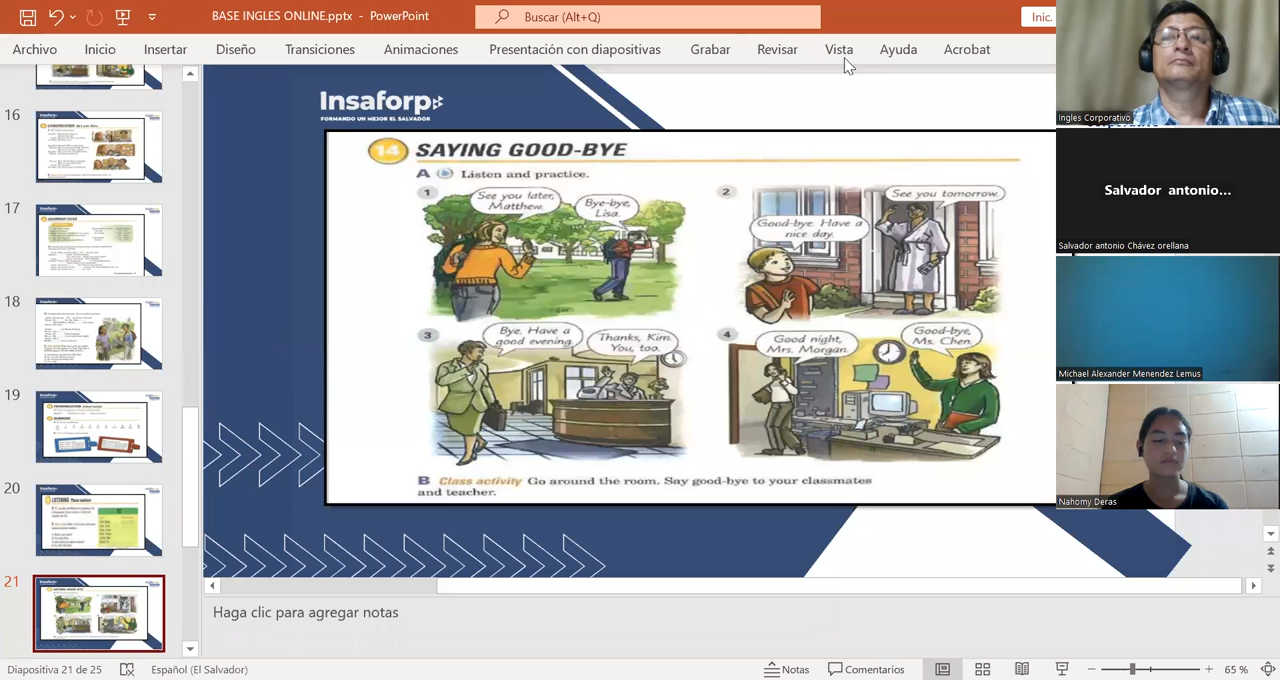 BASE INGLES ONLINE.pptx - PowerPoint
Buscar (Alt+Q)
Inic.
Archivo Inicio Insertar Diseño Transiciones Animaciones Presentación con diapositivas Grabar Revisar Vista Ayuda Acrobat
16
17
18
19
20
21
Insaforp
FORMANDO UN MEJOR EL SALVADOR
14 SAYING GOOD-BYE
A Listen and practice.
1
See you later, Matthew.
Bye-bye, Lisa.
2
Good-bye. Have a nice day.
See you tomorrow.
3
Bye. Have a good evening.
Thanks, Kim. You, too.
4
Good night, Mrs. Morgan.
Good-bye, Ms. Chen.
B Class activity Go around the room. Say good-bye to your classmates
and teacher.
Ingles Corporativo
Salvador antonio...
Salvador antonio Chávez orellana
Michael Alexander Menendez Lemus
Nahomy Deras
Haga clic para agregar notas
Diapositiva 21 de 25 Español (El Salvador) Notas Comentarios 65 %